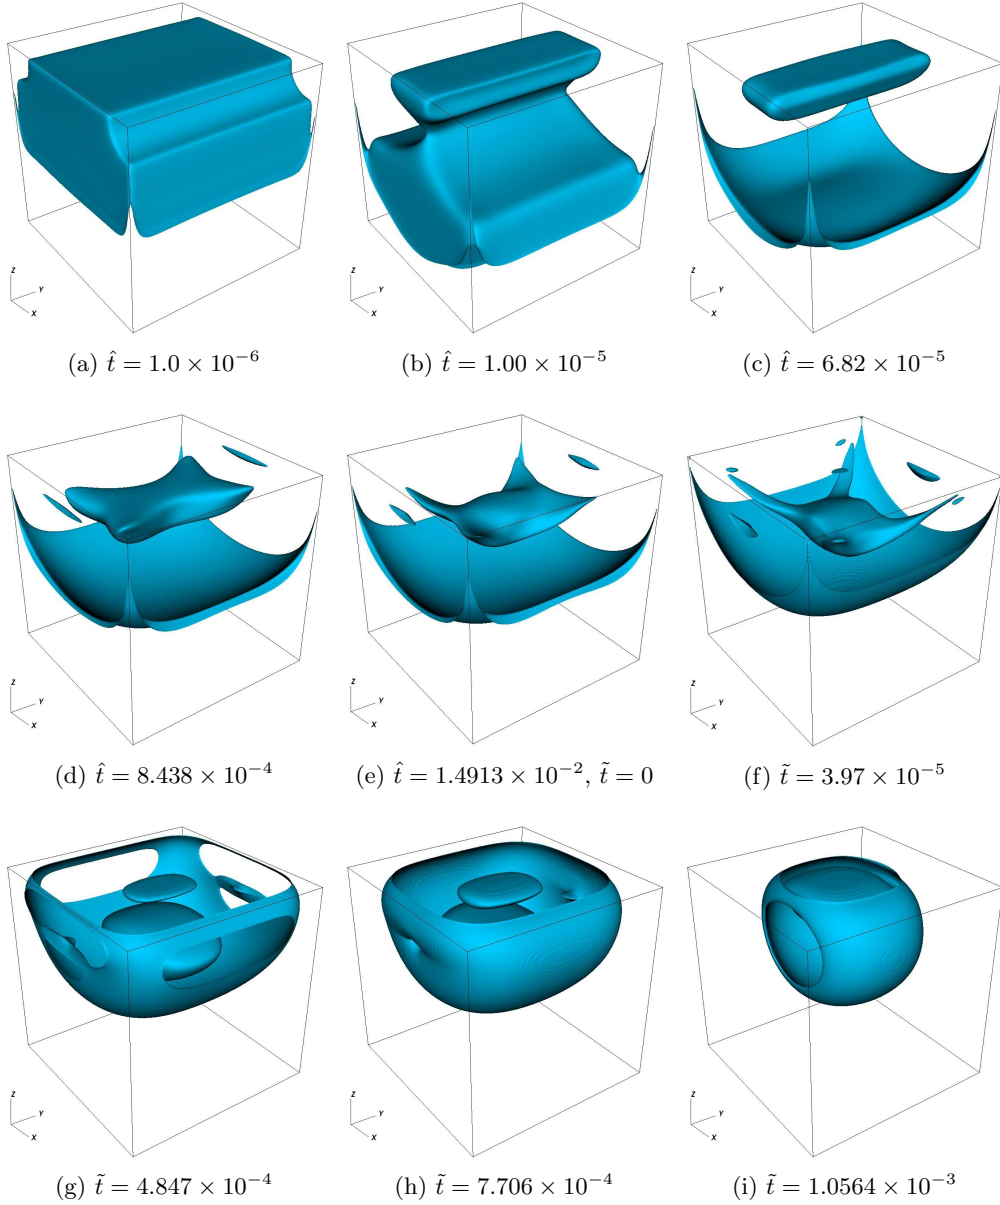 Z
Y
X
Z
Y
X
Z
Y
X
(a) t̂ = 1.0 × 10⁻⁶
(b) t̂ = 1.00 × 10⁻⁵
(c) t̂ = 6.82 × 10⁻⁵
Z
Y
X
Z
Y
X
Z
Y
X
(d) t̂ = 8.438 × 10⁻⁴
(e) t̂ = 1.4913 × 10⁻², t̃ = 0
(f) t̃ = 3.97 × 10⁻⁵
Z
Y
X
Z
Y
X
Z
Y
X
(g) t̃ = 4.847 × 10⁻⁴
(h) t̃ = 7.706 × 10⁻⁴
(i) t̃ = 1.0564 × 10⁻³